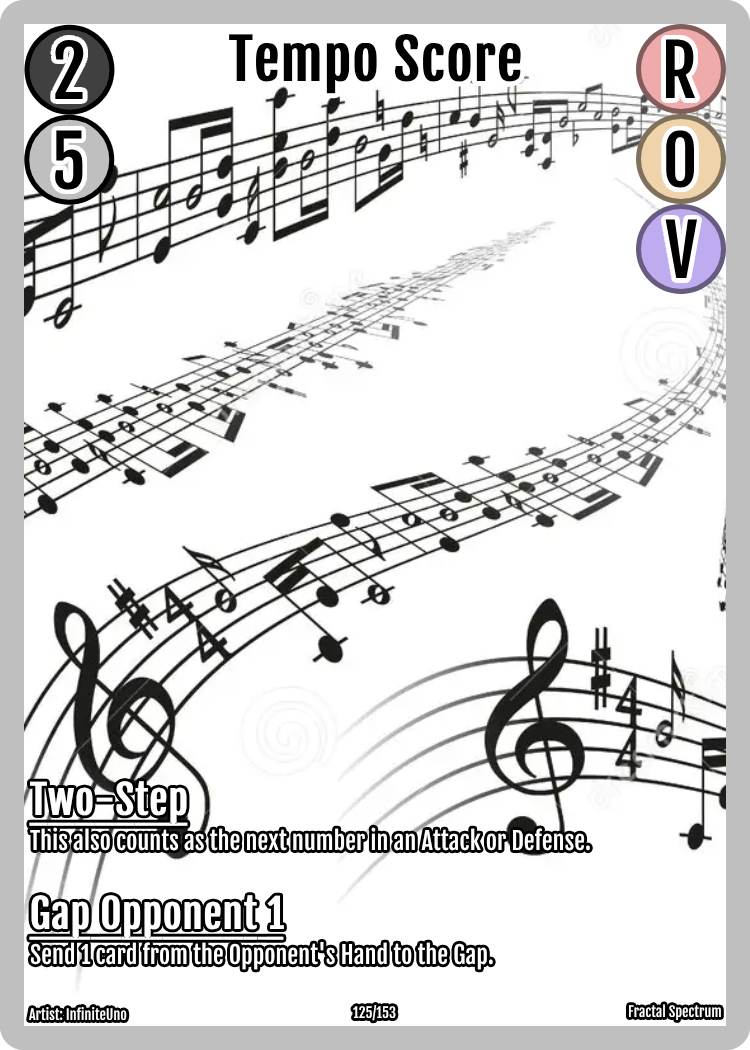 2
Tempo Score
R
5
O
V
Two-Step
This also counts as the next number in an Attack or Defense.
Gap Opponent 1
Send 1 card from the Opponent's Hand to the Gap.
Artist: InfiniteUno
125/153
Fractal Spectrum